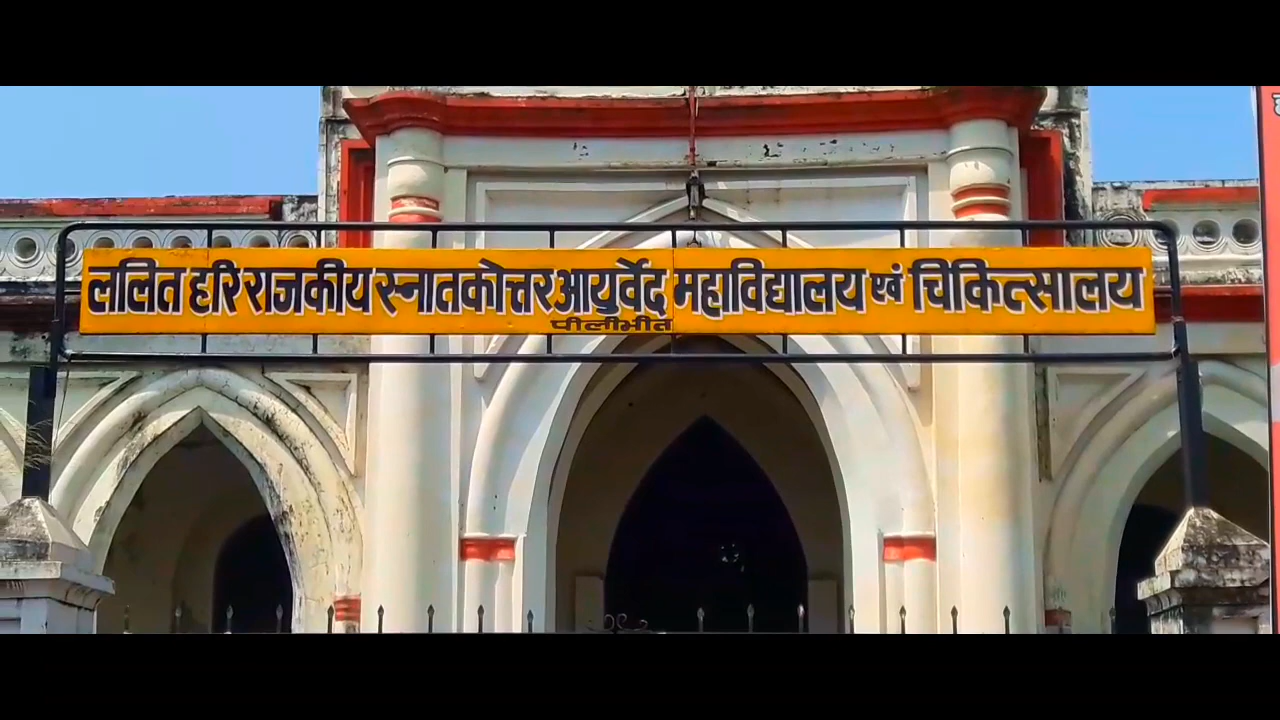 ललित हरि राजकीय स्नातकोत्तर आयुर्वेद महाविद्यालय एवं चिकित्सालय
पीलीभीत